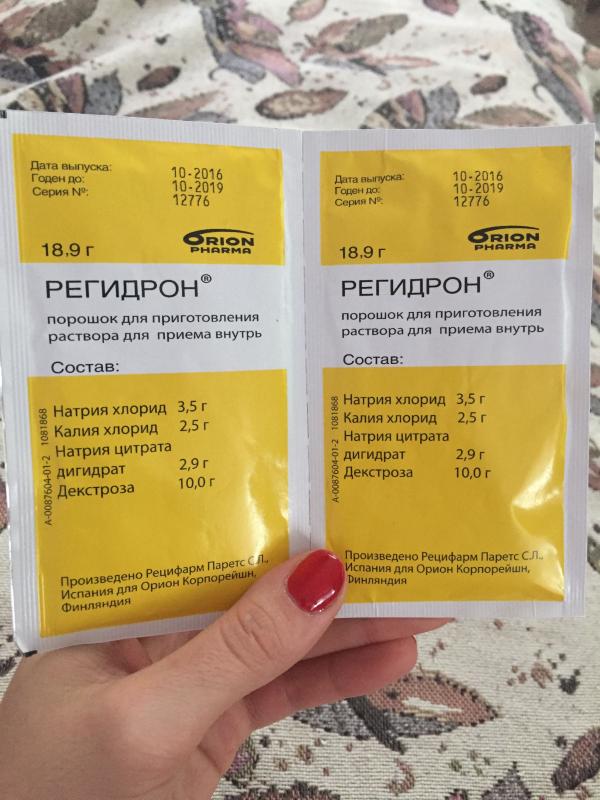 Дата выпуска: 10-2016
Годен до: 10-2019
Серия №: 12776
18,9 г
ORION
PHARMA
РЕГИДРОН®
порошок для приготовления
раствора для приема внутрь
Состав:
Натрия хлорид 3,5 г
Калия хлорид 2,5 г
Натрия цитрата
дигидрат 2,9 г
Декстроза 10,0 г
А-0087604-01-2 1081868
Произведено Рецифарм Паретс С.Л.,
Испания для Орион Корпорейшн,
Финляндия
Дата выпуска: 10-2016
Годен до: 10-2019
Серия №: 12776
18,9 г
ORION
PHARMA
РЕГИДРОН®
порошок для приготовления
раствора для приема внутрь
Состав:
Натрия хлорид 3,5 г
Калия хлорид 2,5 г
Натрия цитрата
дигидрат 2,9 г
Декстроза 10,0 г
А-0087604-01-2 1081868
Произведено Рецифарм Паретс С.Л.,
Испания для Орион Корпорейшн,
Финляндия